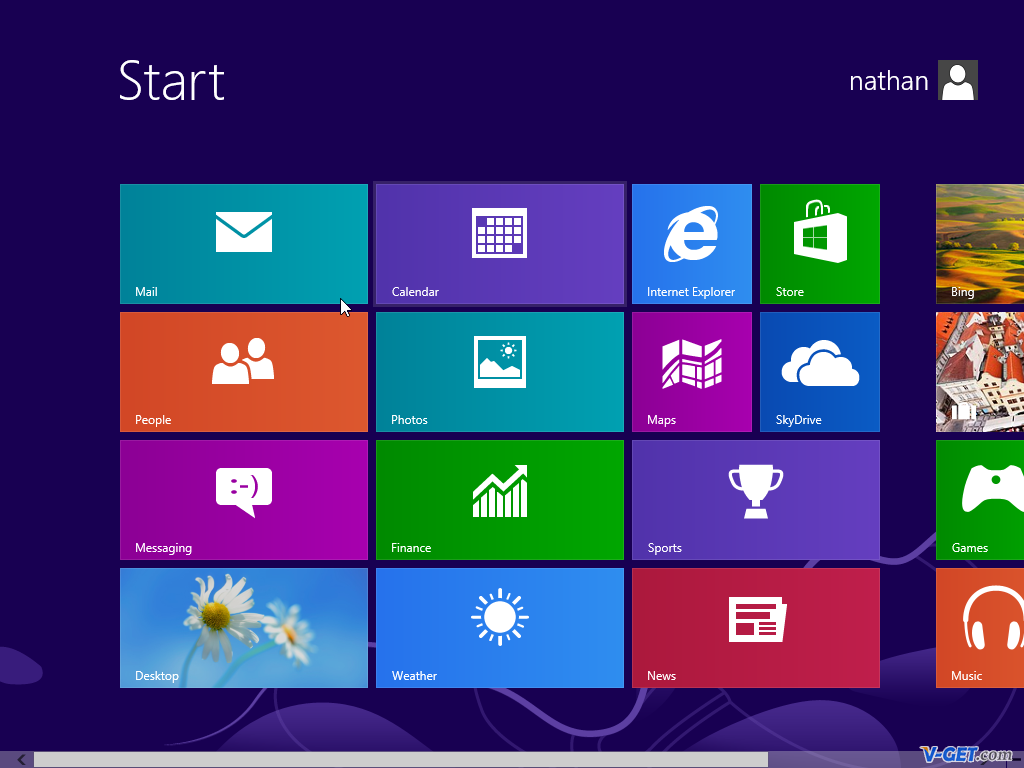 Start
nathan
Mail
Calendar
Internet Explorer
Store
Bing
People
Photos
Maps
SkyDrive
:-)
Messaging
Finance
Sports
Games
Desktop
Weather
News
Music
V-GET.com